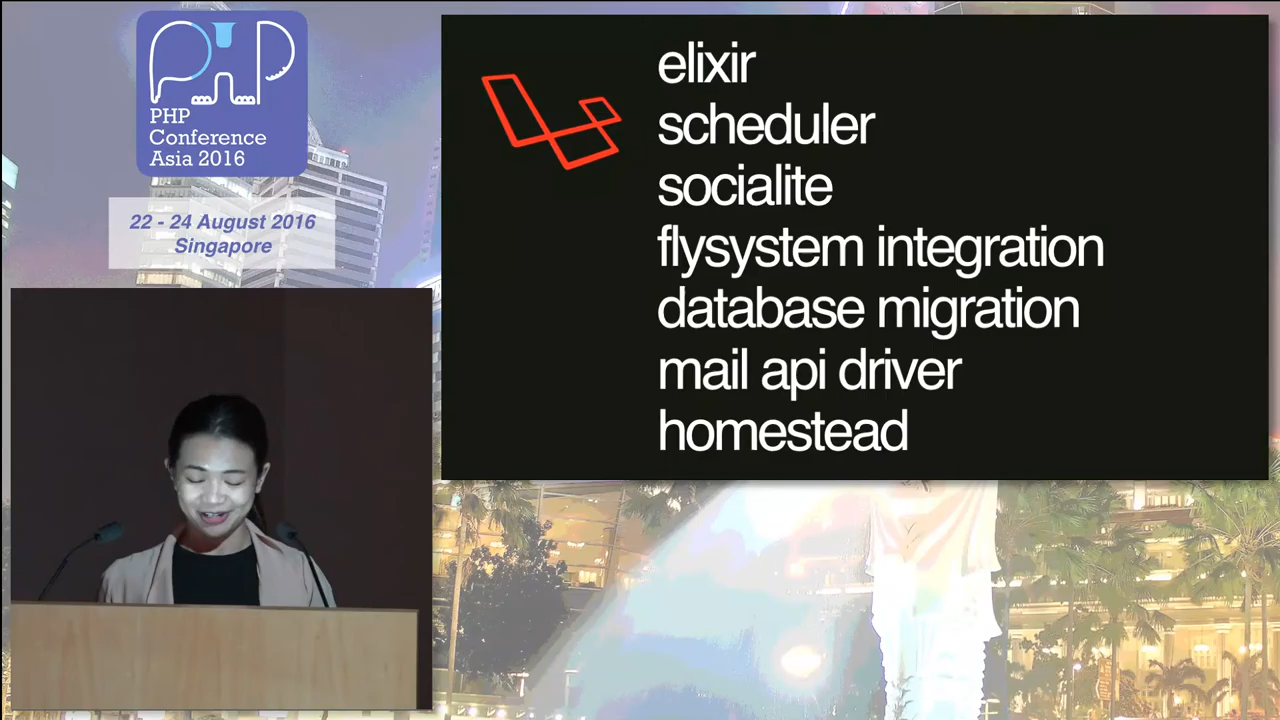 PHP
PHP
Conference
Asia 2016
22 - 24 August 2016
Singapore
elixir
scheduler
socialite
flysystem integration
database migration
mail api driver
homestead